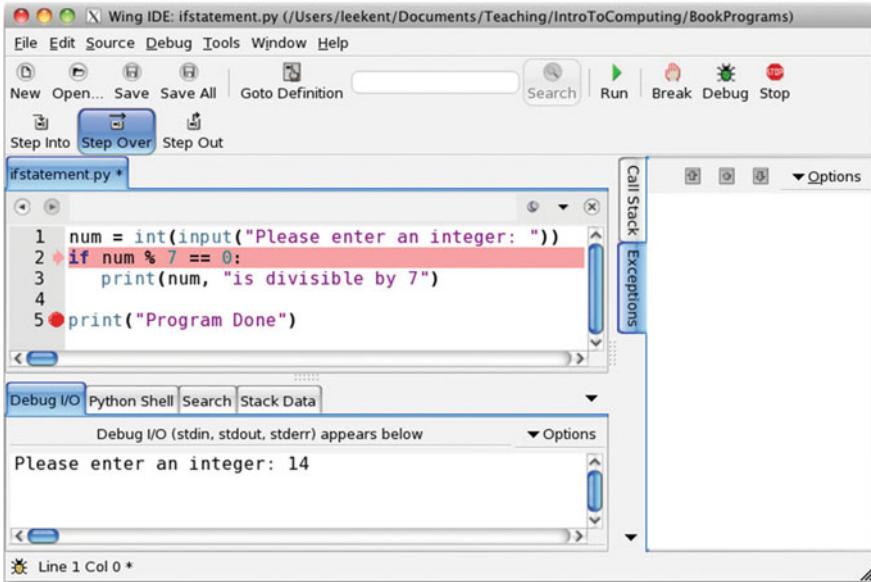 Wing IDE: ifstatement.py (/Users/leekent/Documents/Teaching/IntroToComputing/BookPrograms)
File Edit Source Debug Tools Window Help
New Open... Save Save All Goto Definition Search Run Break Debug Stop
STOP
Step Into Step Over Step Out
ifstatement.py *
Options
Call Stack
Exceptions
1 num = int(input("Please enter an integer: "))
2 if num % 7 == 0:
3    print(num, "is divisible by 7")
4
5 print("Program Done")
Debug I/O Python Shell Search Stack Data
Debug I/O (stdin, stdout, stderr) appears below Options
Please enter an integer: 14
Line 1 Col 0 *